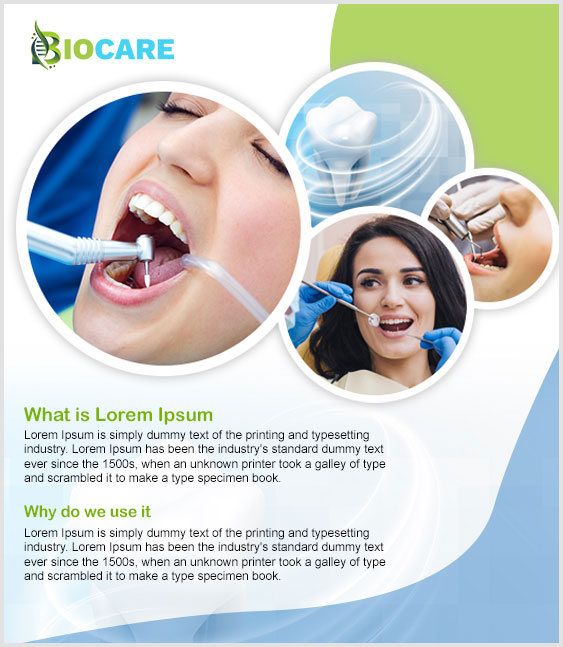 BIOCARE
What is Lorem Ipsum
Lorem Ipsum is simply dummy text of the printing and typesetting
industry. Lorem Ipsum has been the industry's standard dummy text
ever since the 1500s, when an unknown printer took a galley of type
and scrambled it to make a type specimen book.
Why do we use it
Lorem Ipsum is simply dummy text of the printing and typesetting
industry. Lorem Ipsum has been the industry's standard dummy text
ever since the 1500s, when an unknown printer took a galley of type
and scrambled it to make a type specimen book.